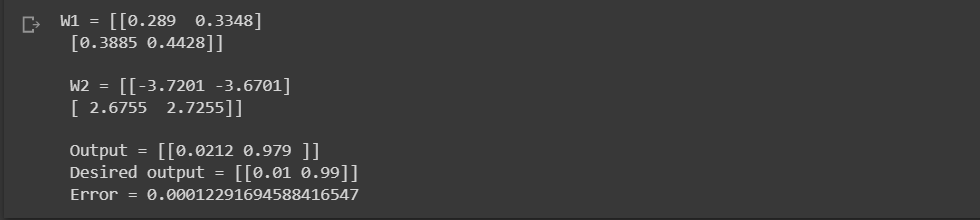 W1 = [[0.289  0.3348]
[0.3885 0.4428]]
W2 = [[-3.7201 -3.6701]
[ 2.6755  2.7255]]
Output = [[0.0212 0.979 ]]
Desired output = [[0.01 0.99]]
Error = 0.00012291694588416547